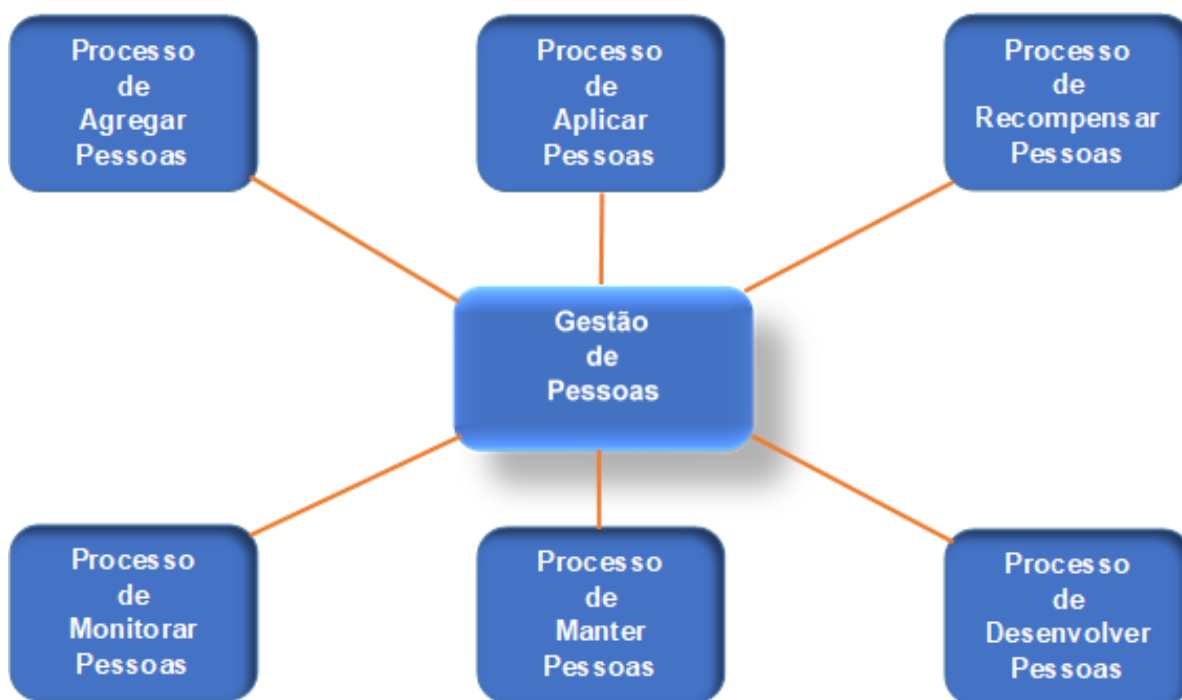 Processo
de
Agregar
Pessoas
Processo
de
Aplicar
Pessoas
Processo
de
Recompensar
Pessoas
Gestão
de
Pessoas
Processo
de
Monitorar
Pessoas
Processo
de
Manter
Pessoas
Processo
de
Desenvolver
Pessoas